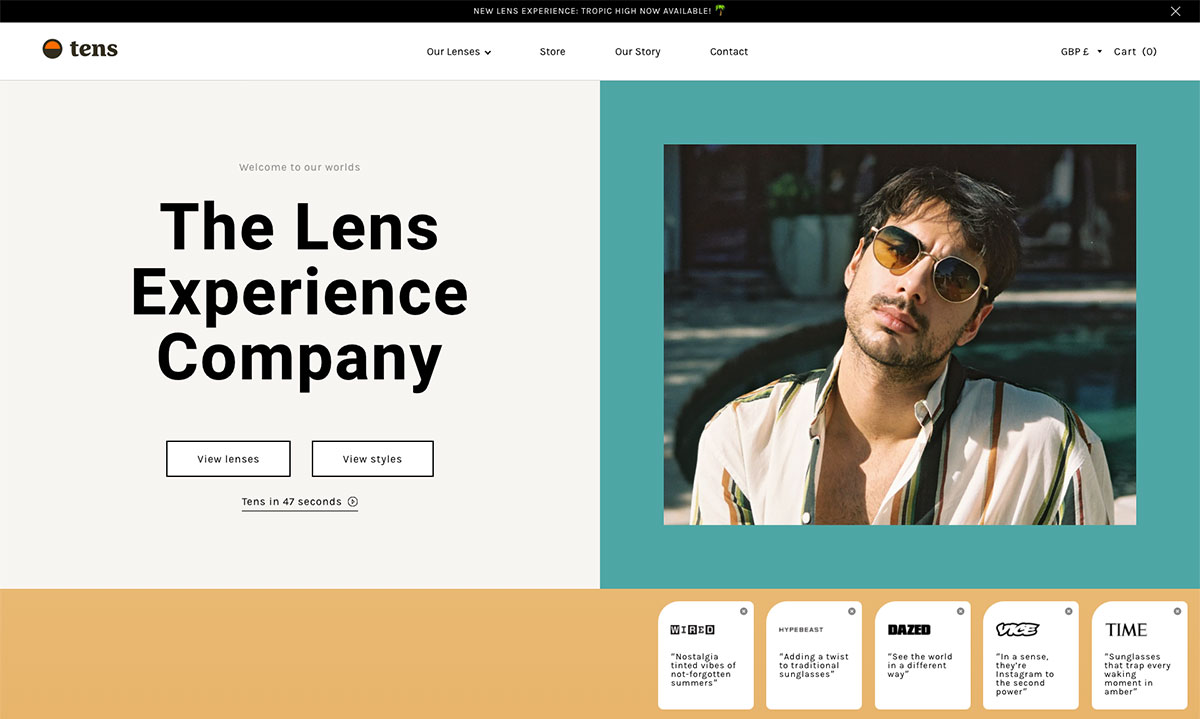 NEW LENS EXPERIENCE: TROPIC HIGH NOW AVAILABLE! 🌴
tens
Our Lenses
Store
Our Story
Contact
GBP £
Cart (0)
Welcome to our worlds
The Lens
Experience
Company
View lenses
View styles
Tens in 47 seconds
WIRED
"Nostalgia
tinted vibes of
not-forgotten
summers"
HYPEBEAST
"Adding a twist
to traditional
sunglasses"
DAZED
"See the world
in a different
way"
VICE
"In a sense,
they're
Instagram to
the second
power"
TIME
"Sunglasses
that trap every
waking
moment in
amber"